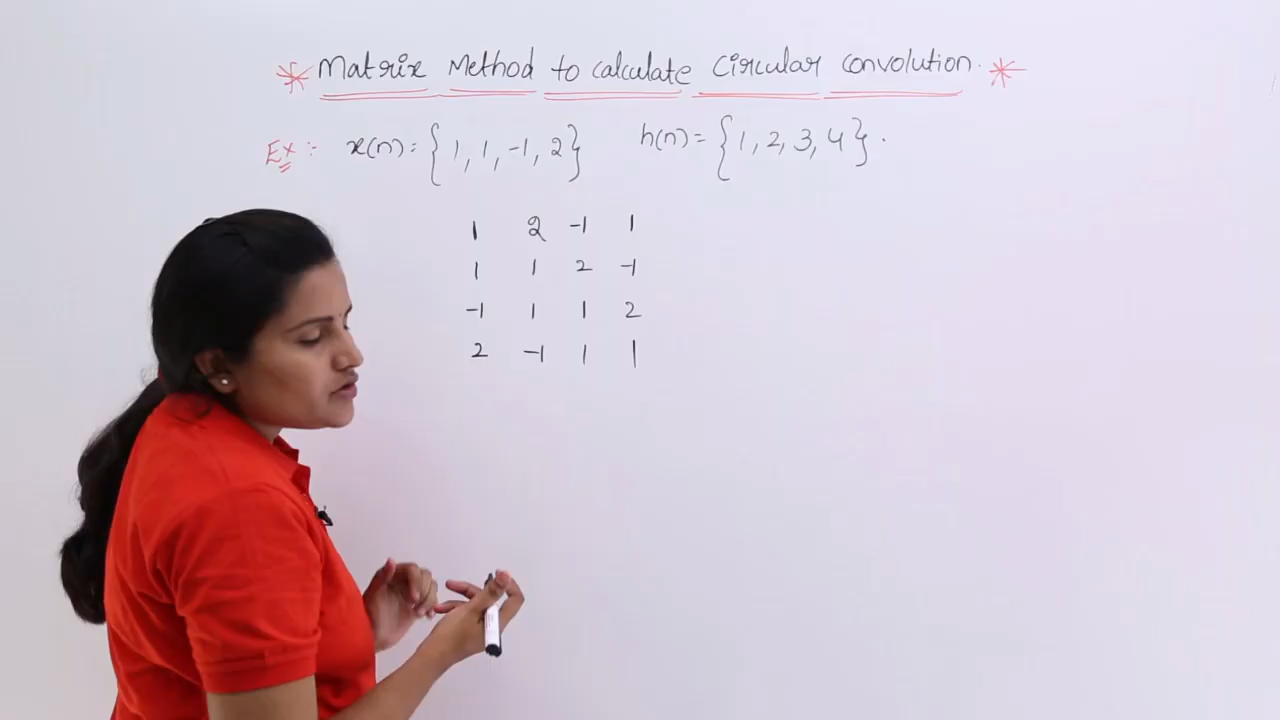 * Matrix Method to calculate Circular Convolution. *
Ex: x(n) = {1, 1, -1, 2} h(n) = {1, 2, 3, 4}.
1 2 -1 1
1 1 2 -1
-1 1 1 2
2 -1 1 1